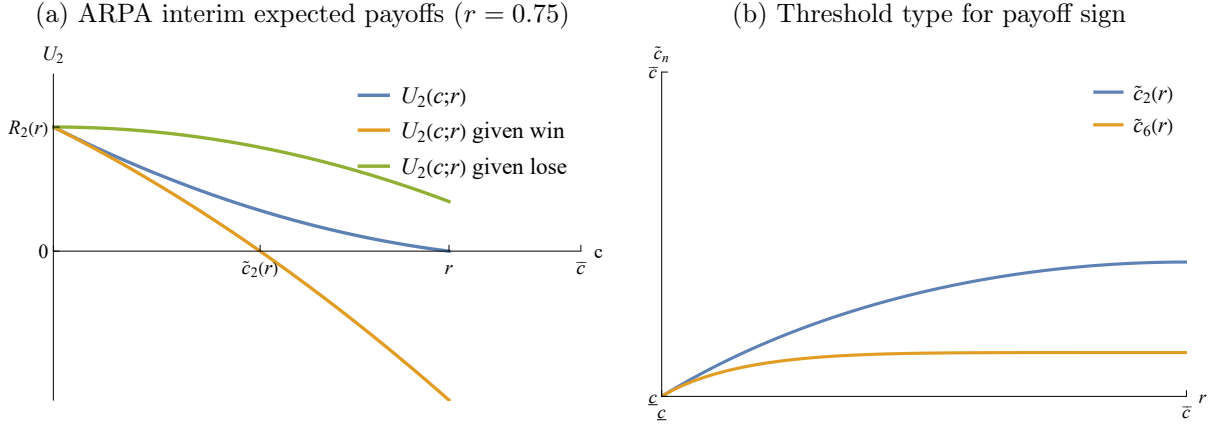 (a) ARPA interim expected payoffs (r = 0.75)
U₂
R₂(r)
0
c̃₂(r)
r
c̅
c
U₂(c;r)
U₂(c;r) given win
U₂(c;r) given lose
(b) Threshold type for payoff sign
c̃ₙ
c̅
c̲
c̲
c̅
r
c̃₂(r)
c̃₆(r)